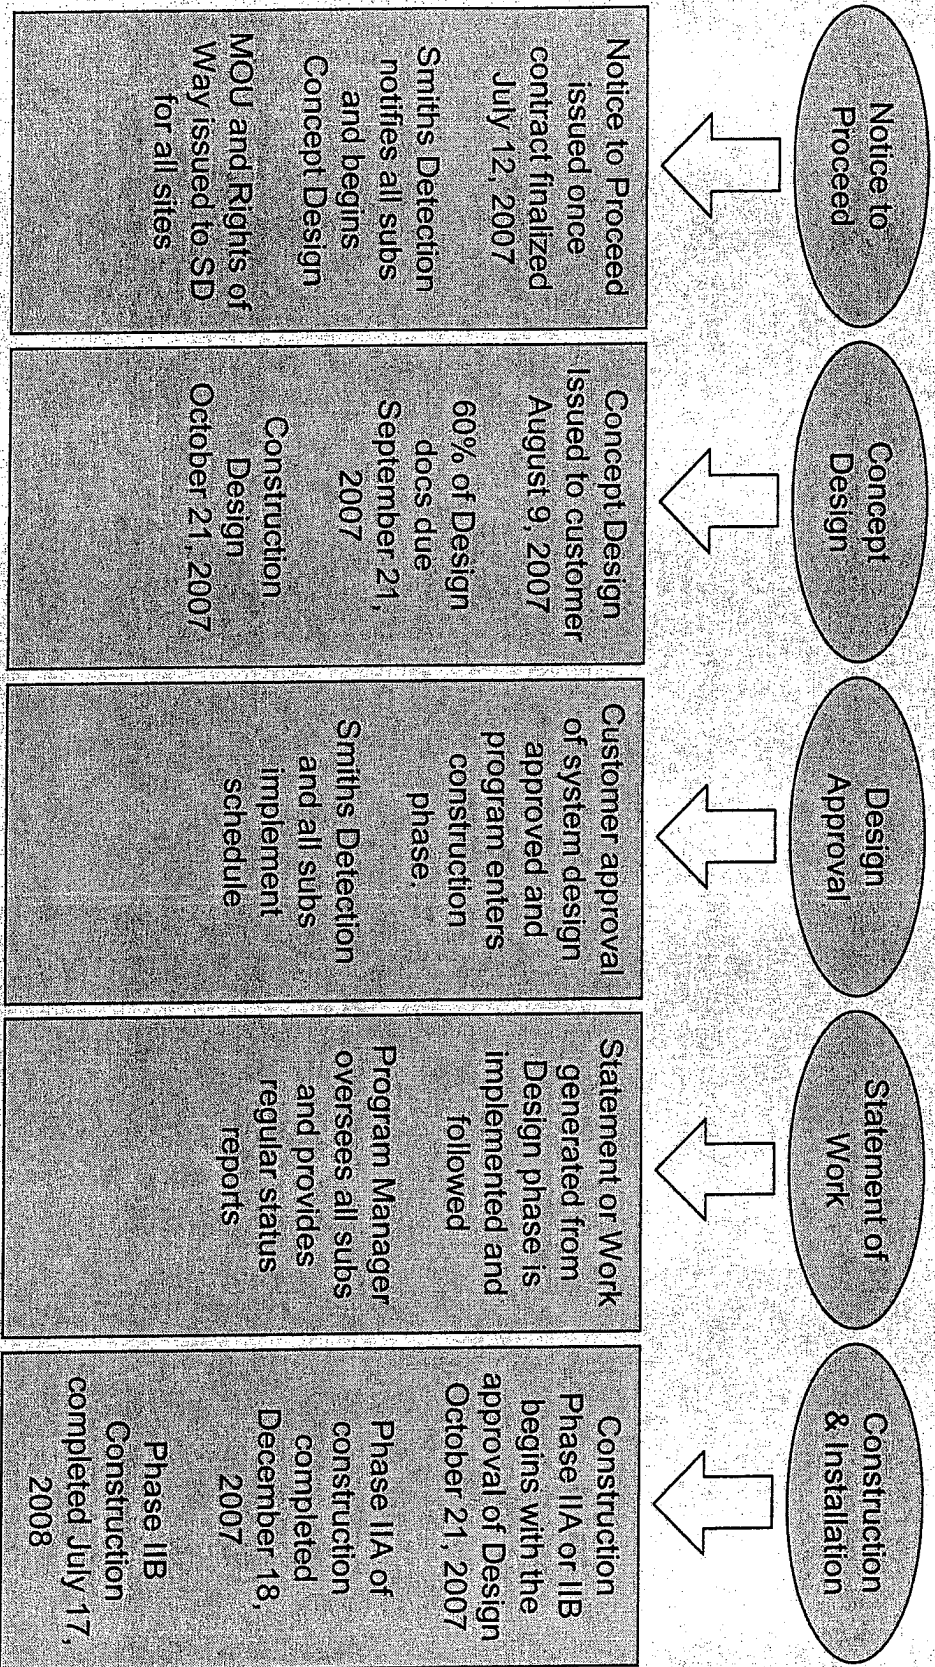 Notice to
Proceed
Notice to Proceed
issued once
contract finalized
July 12, 2007
Smiths Detection
notifies all subs
and begins
Concept Design
MOU and Rights of
Way issued to SD
for all sites
Concept
Design
Concept Design
Issued to customer
August 9, 2007
60% of Design
docs due
September 21,
2007
Construction
Design
October 21, 2007
Design
Approval
Customer approval
of system design
approved and
program enters
construction
phase.
Smiths Detection
and all subs
implement
schedule
Statement of
Work
Statement or Work
generated from
Design phase is
implemented and
followed
Program Manager
oversees all subs
and provides
regular status
reports
Construction
& Installation
Construction
Phase IIA or IIB
begins with the
approval of Design
October 21, 2007
Phase IIA of
construction
completed
December 18,
2007
Phase IIB
Construction
completed July 17,
2008